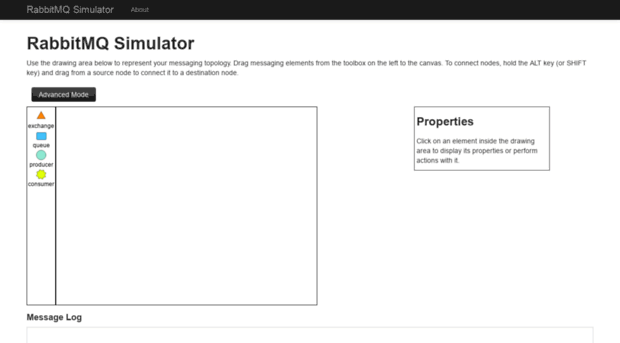 RabbitMQ Simulator About
RabbitMQ Simulator
Use the drawing area below to represent your messaging topology. Drag messaging elements from the toolbox on the left to the canvas. To connect nodes, hold the ALT key (or SHIFT
key) and drag from a source node to connect it to a destination node.
Advanced Mode
exchange
queue
producer
consumer
Properties
Click on an element inside the drawing
area to display its properties or perform
actions with it.
Message Log